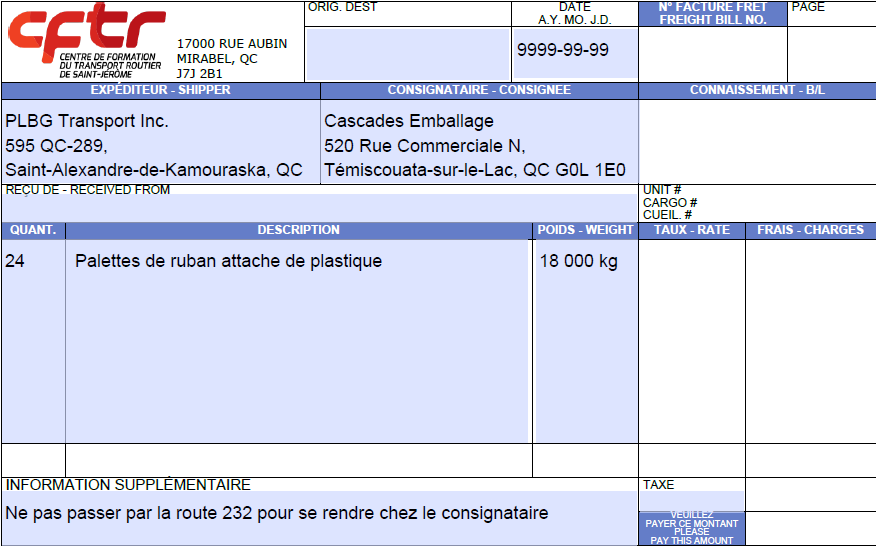 cftr
CENTRE DE FORMATION
DU TRANSPORT ROUTIER
DE SAINT-JÉRÔME
17000 RUE AUBIN
MIRABEL, QC
J7J 2B1
ORIG. DEST
DATE
A.Y. MO. J.D.
9999-99-99
N° FACTURE FRET
FREIGHT BILL NO.
PAGE
EXPÉDITEUR - SHIPPER
CONSIGNATAIRE - CONSIGNEE
CONNAISSEMENT - B/L
PLBG Transport Inc.
595 QC-289,
Saint-Alexandre-de-Kamouraska, QC
Cascades Emballage
520 Rue Commerciale N,
Témiscouata-sur-le-Lac, QC G0L 1E0
REÇU DE - RECEIVED FROM
UNIT #
CARGO #
CUEIL. #
QUANT. DESCRIPTION POIDS - WEIGHT TAUX - RATE FRAIS - CHARGES
24 Palettes de ruban attache de plastique 18 000 kg
INFORMATION SUPPLÉMENTAIRE
Ne pas passer par la route 232 pour se rendre chez le consignataire
TAXE
VEUILLEZ
PAYER CE MONTANT
PLEASE
PAY THIS AMOUNT